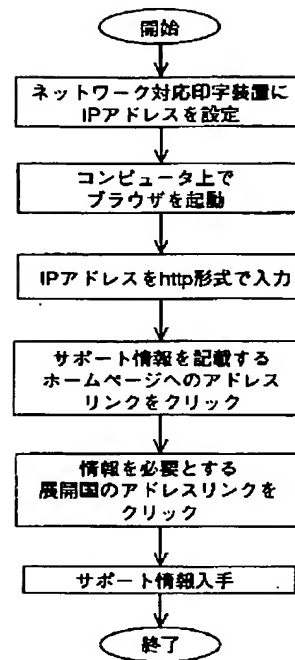 開始
ネットワーク対応印字装置に
IPアドレスを設定
コンピュータ上で
ブラウザを起動
IPアドレスをhttp形式で入力
サポート情報を記載する
ホームページへのアドレス
リンクをクリック
情報を必要とする
展開国のアドレスリンクを
クリック
サポート情報入手
終了